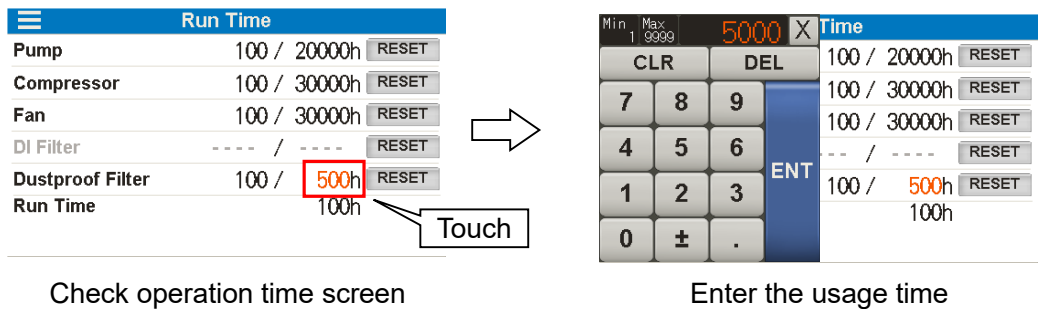 Run Time
Pump 100 / 20000h RESET
Compressor 100 / 30000h RESET
Fan 100 / 30000h RESET
DI Filter ---- / ---- RESET
Dustproof Filter 100 / 500h RESET
Run Time 100h
Touch
Check operation time screen
Min 1 Max 9999 5000 X Time
CLR DEL 100 / 20000h RESET
7 8 9 100 / 30000h RESET
100 / 30000h RESET
4 5 6 ENT -- / ---- RESET
1 2 3 100 / 500h RESET
100h
0 ± .
Enter the usage time